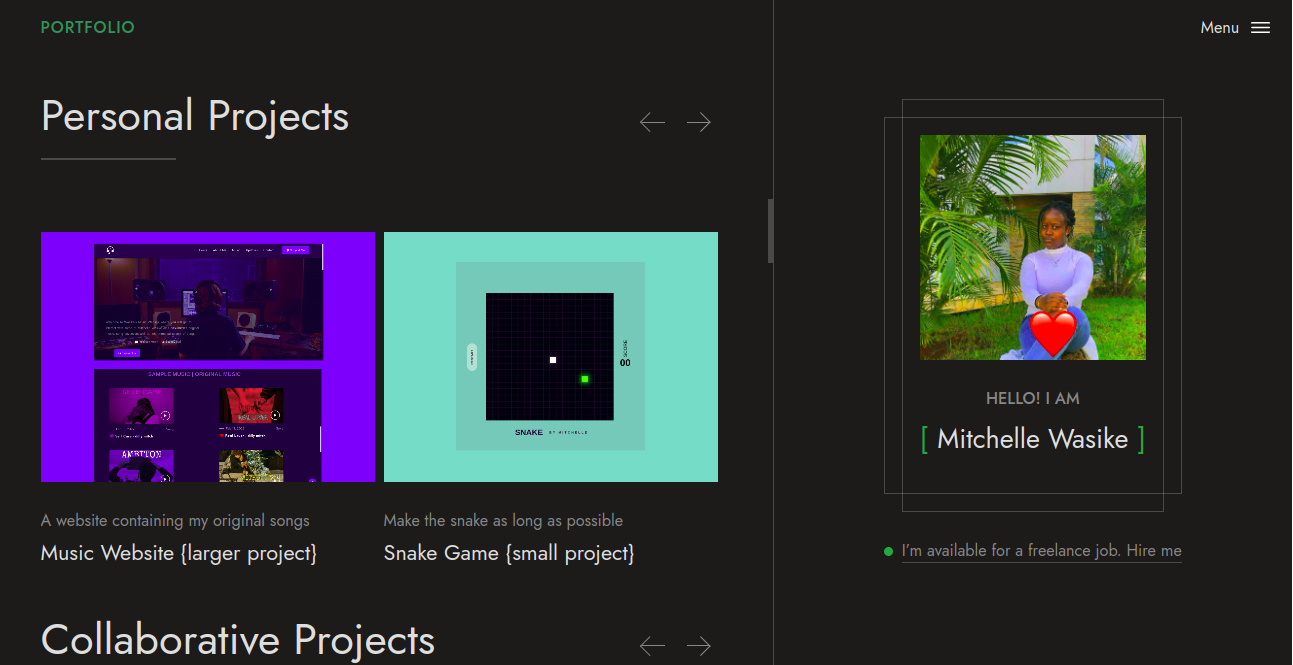 PORTFOLIO
Menu
Personal Projects
SAMPLE MUSIC | ORIGINAL MUSIC
SCORE
00
SNAKE BY MITCHELLE
A website containing my original songs
Music Website {larger project}
Make the snake as long as possible
Snake Game {small project}
Collaborative Projects
HELLO! I AM
[ Mitchelle Wasike ]
I'm available for a freelance job. Hire me